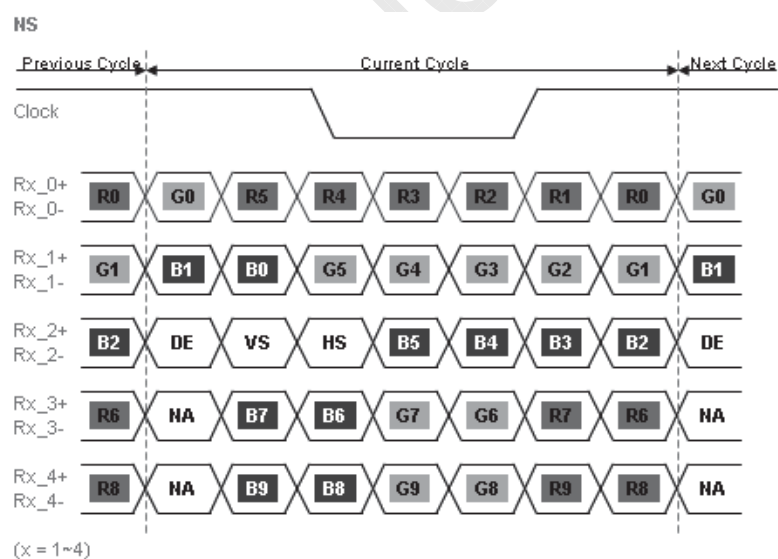 NS
Previous Cycle Current Cycle Next Cycle
Clock
Rx_0+
Rx_0-
R0 G0 R5 R4 R3 R2 R1 R0 G0
Rx_1+
Rx_1-
G1 B1 B0 G5 G4 G3 G2 G1 B1
Rx_2+
Rx_2-
B2 DE VS HS B5 B4 B3 B2 DE
Rx_3+
Rx_3-
R6 NA B7 B6 G7 G6 R7 R6 NA
Rx_4+
Rx_4-
R8 NA B9 B8 G9 G8 R9 R8 NA
(x = 1~4)